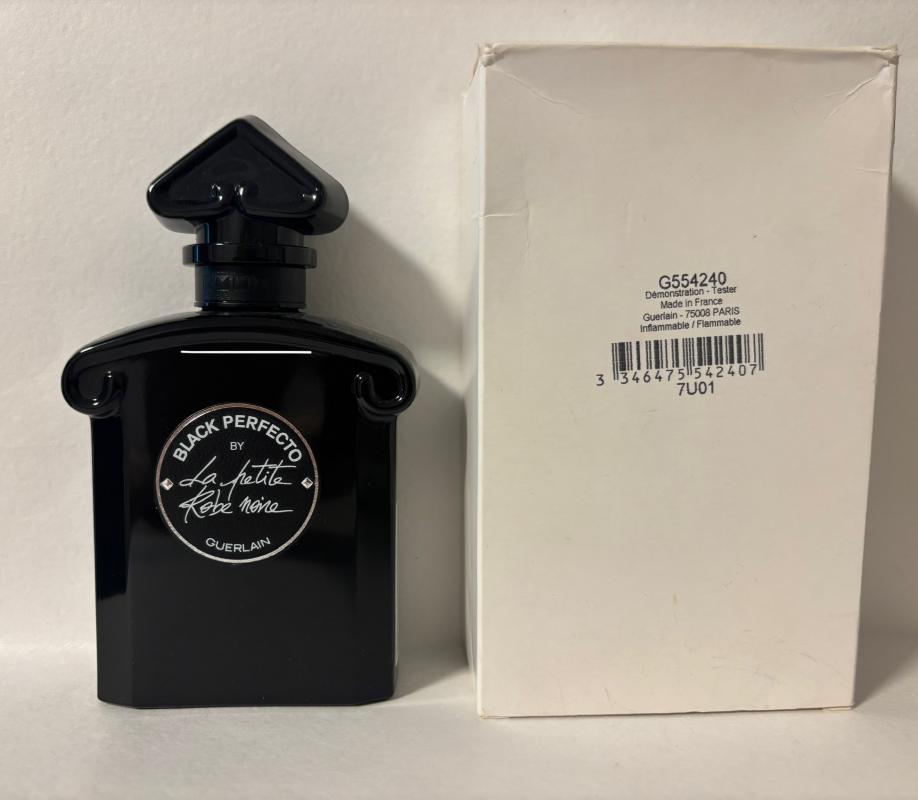 BLACK PERFECTO
BY
La petite
Robe noire
GUERLAIN
G554240
Démonstration - Tester
Made in France
Guerlain - 75008 PARIS
Inflammable / Flammable
3 346475 542407
7U01